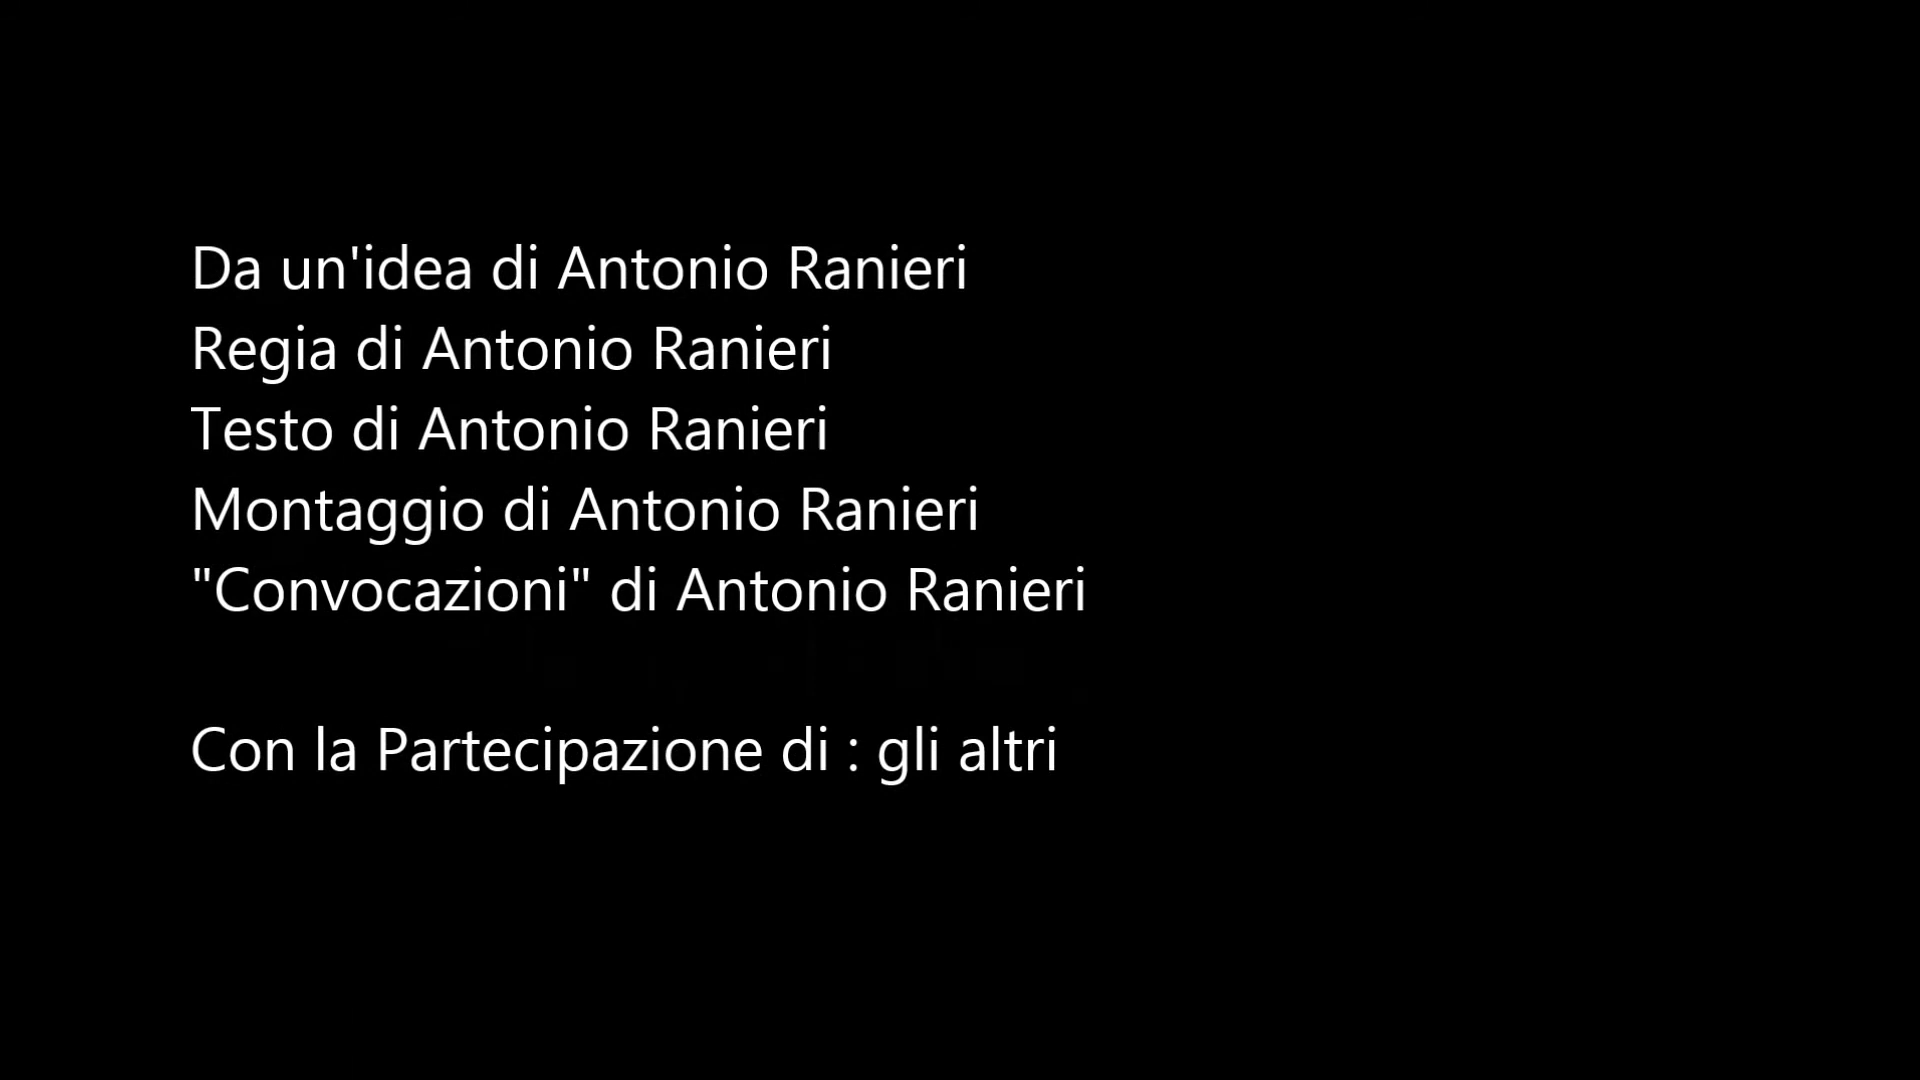 Da un'idea di Antonio Ranieri
Regia di Antonio Ranieri
Testo di Antonio Ranieri
Montaggio di Antonio Ranieri
"Convocazioni" di Antonio Ranieri
Con la Partecipazione di : gli altri